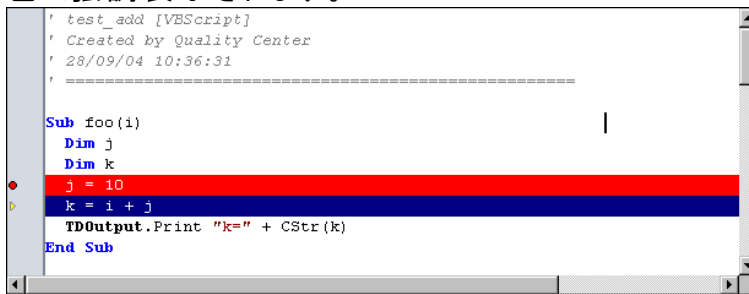 ' test_add [VBScript]
' Created by Quality Center
' 28/09/04 10:36:31
' ====================================================
Sub foo(i)
Dim j
Dim k
j = 10
k = i + j
TDOutput.Print "k=" + CStr(k)
End Sub